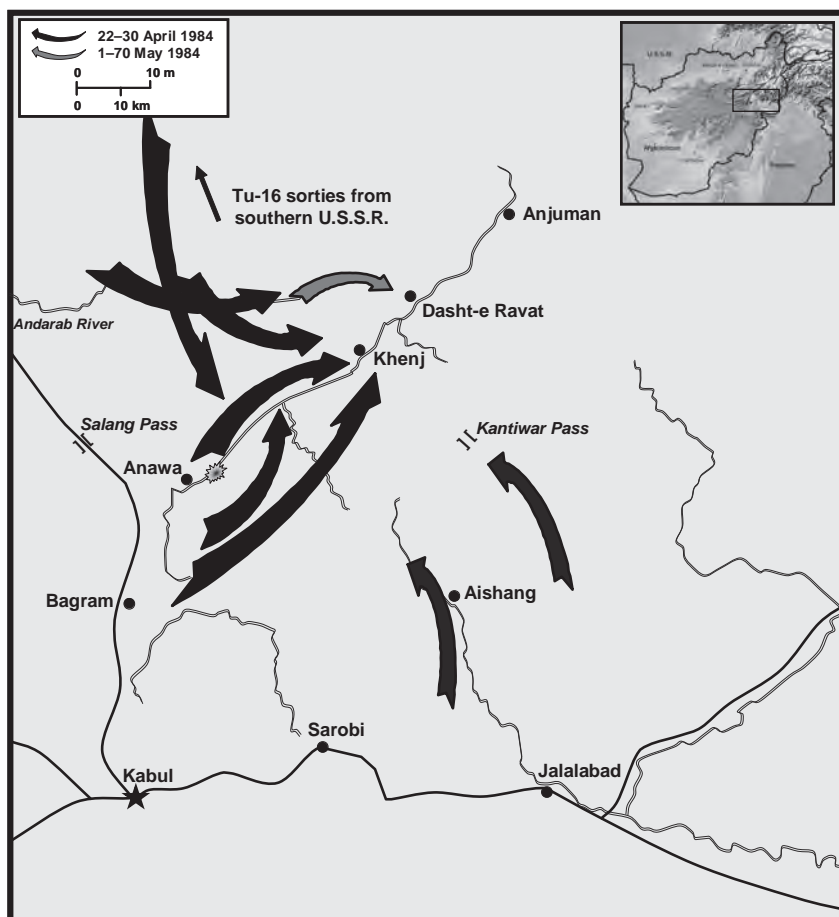 22–30 April 1984
1–70 May 1984
0 10 m
0 10 km
U.S.S.R.
Afghanistan
Tu-16 sorties from
southern U.S.S.R.
Anjuman
Dasht-e Ravat
Andarab River
Khenj
Salang Pass
Kantiwar Pass
Anawa
Bagram
Aishang
Sarobi
Kabul
Jalalabad